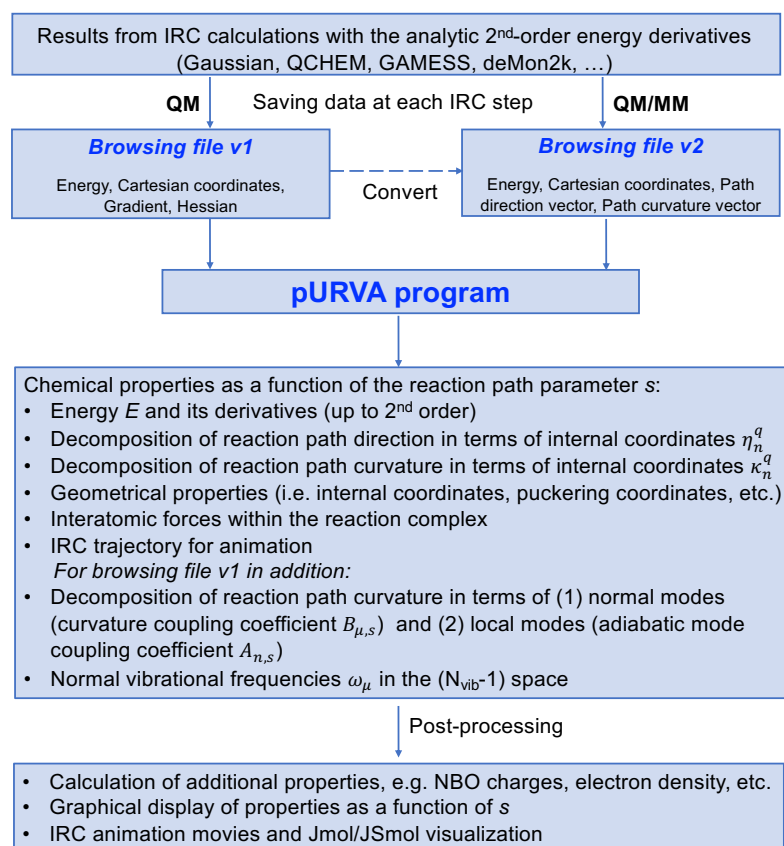 Results from IRC calculations with the analytic 2nd-order energy derivatives
(Gaussian, QCHEM, GAMESS, deMon2k, …)
QM Saving data at each IRC step QM/MM
Browsing file v1
Energy, Cartesian coordinates,
Gradient, Hessian
Convert
Browsing file v2
Energy, Cartesian coordinates, Path
direction vector, Path curvature vector
pURVA program
Chemical properties as a function of the reaction path parameter s:
• Energy E and its derivatives (up to 2nd order)
• Decomposition of reaction path direction in terms of internal coordinates η_n^q
• Decomposition of reaction path curvature in terms of internal coordinates κ_n^q
• Geometrical properties (i.e. internal coordinates, puckering coordinates, etc.)
• Interatomic forces within the reaction complex
• IRC trajectory for animation
For browsing file v1 in addition:
• Decomposition of reaction path curvature in terms of (1) normal modes
(curvature coupling coefficient B_{μ,s}) and (2) local modes (adiabatic mode
coupling coefficient A_{n,s})
• Normal vibrational frequencies ω_μ in the (N_vib-1) space
Post-processing
• Calculation of additional properties, e.g. NBO charges, electron density, etc.
• Graphical display of properties as a function of s
• IRC animation movies and Jmol/JSmol visualization